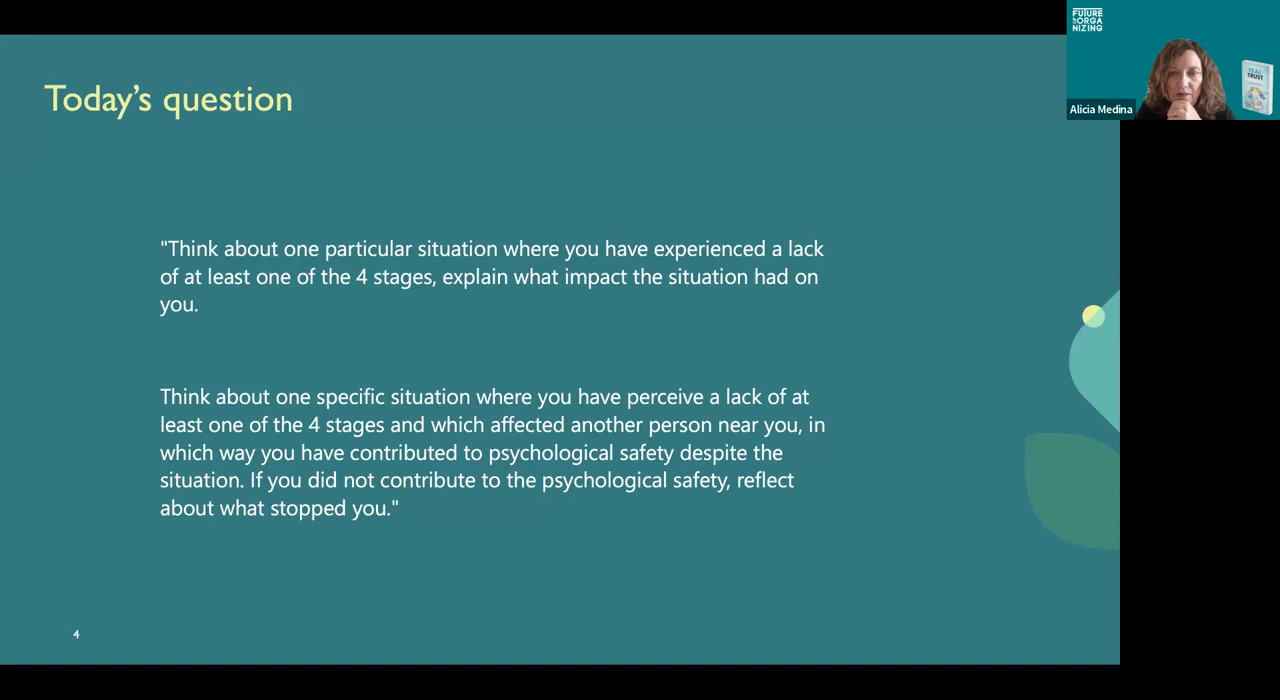 FUTURE
OF ORGA
NIZING
TEAL
TRUST
Alicia Medina
Today's question
"Think about one particular situation where you have experienced a lack
of at least one of the 4 stages, explain what impact the situation had on
you.
Think about one specific situation where you have perceive a lack of at
least one of the 4 stages and which affected another person near you, in
which way you have contributed to psychological safety despite the
situation. If you did not contribute to the psychological safety, reflect
about what stopped you."
4